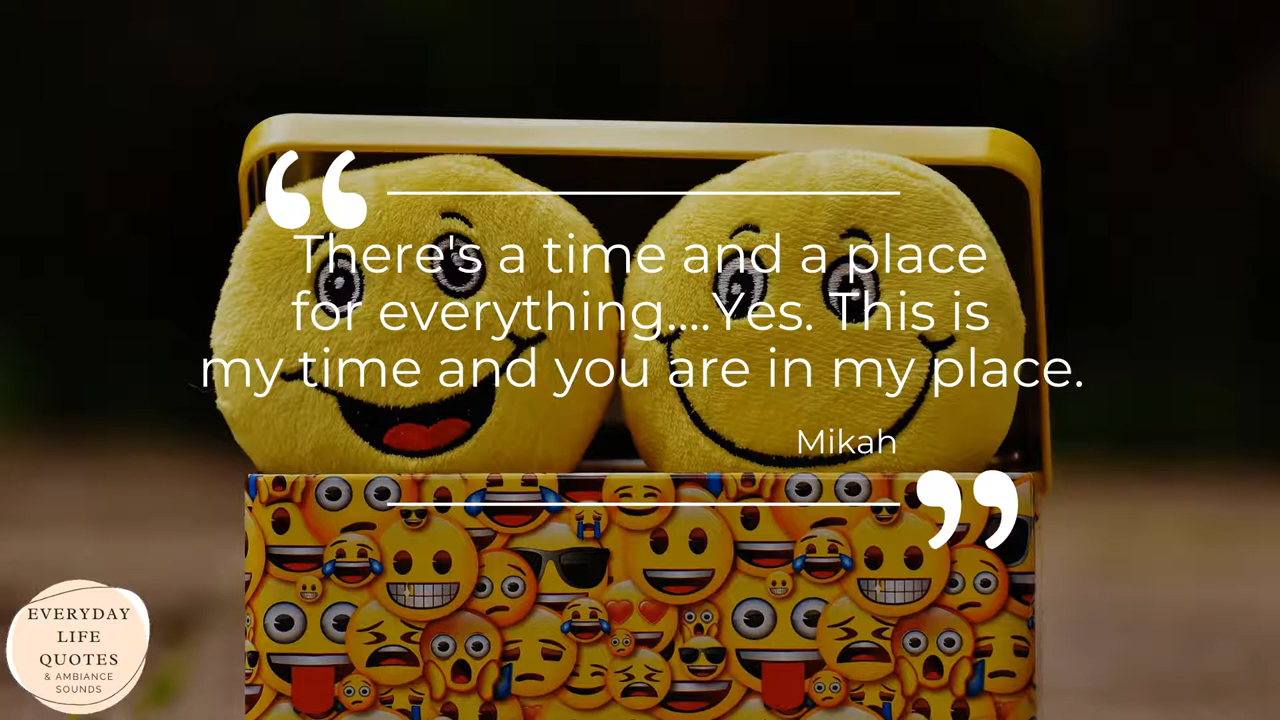 “
There's a time and a place
for everything....Yes. This is
my time and you are in my place.
Mikah
”
EVERYDAY
LIFE
QUOTES
& AMBIANCE
SOUNDS